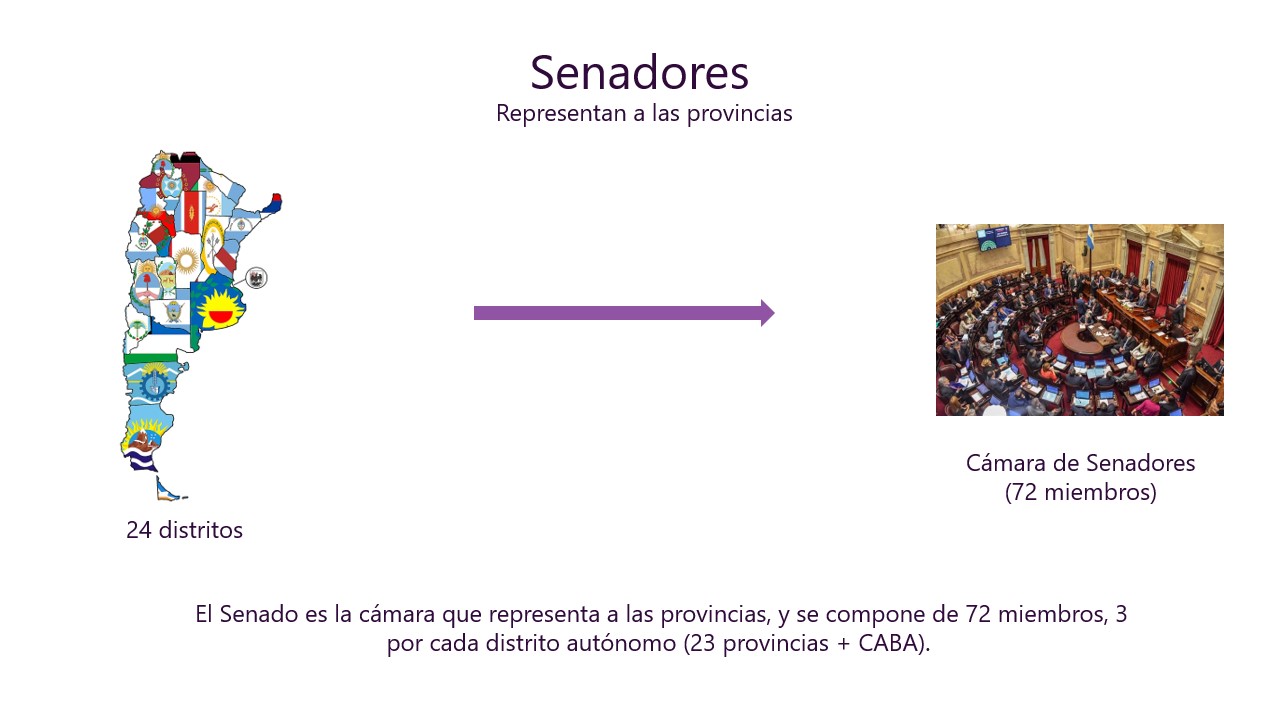 Senadores
Representan a las provincias
Cámara de Senadores
(72 miembros)
24 distritos
El Senado es la cámara que representa a las provincias, y se compone de 72 miembros, 3
por cada distrito autónomo (23 provincias + CABA).